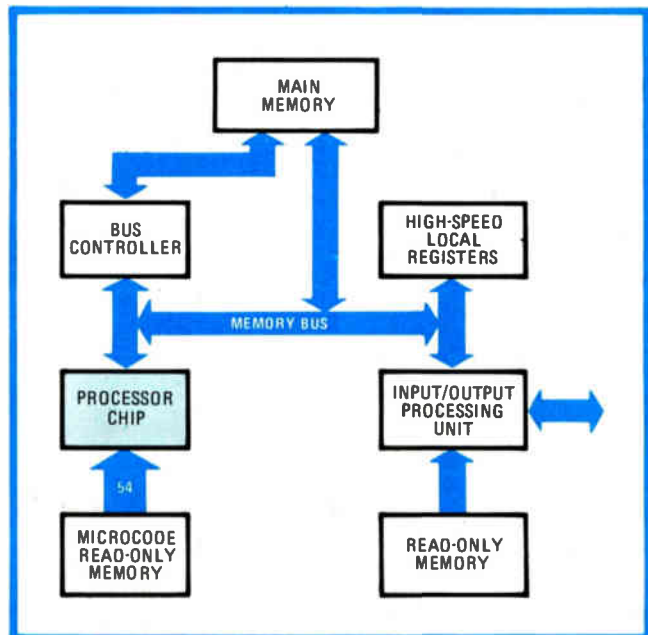 MAIN
MEMORY
BUS
CONTROLLER
HIGH-SPEED
LOCAL
REGISTERS
MEMORY BUS
PROCESSOR
CHIP
INPUT/OUTPUT
PROCESSING
UNIT
54
MICROCODE
READ-ONLY
MEMORY
READ-ONLY
MEMORY